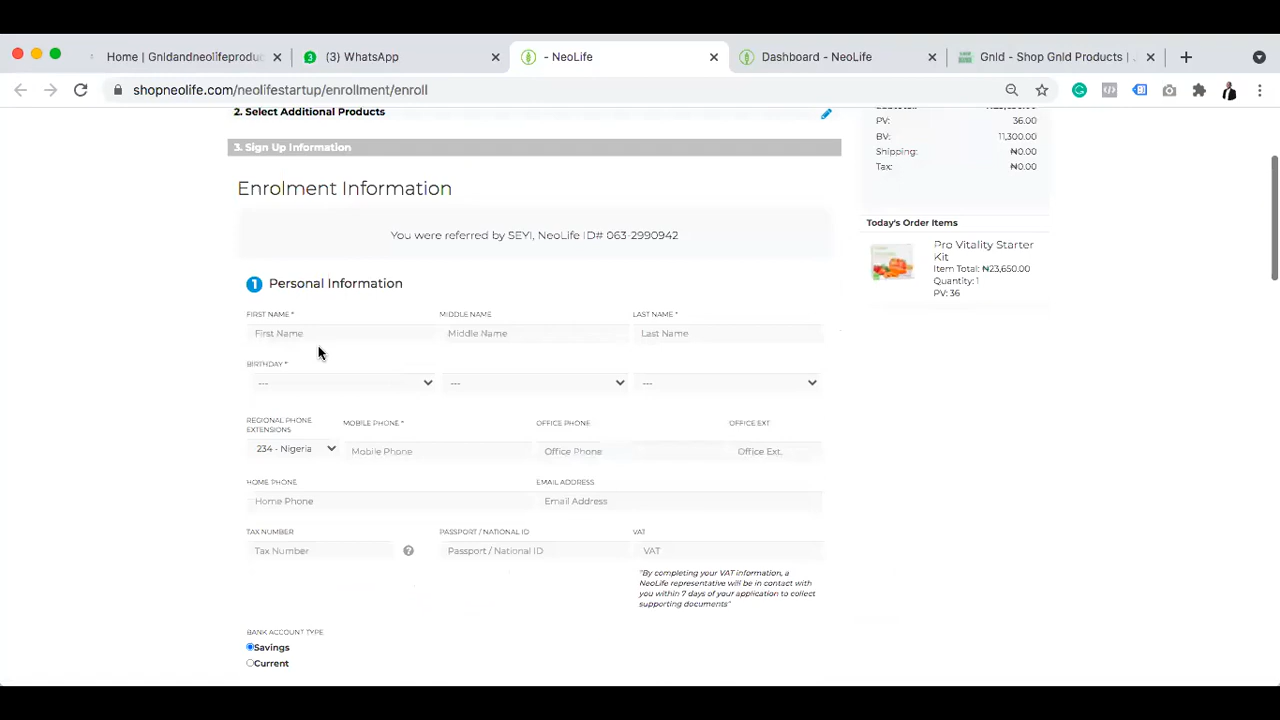 Home | Gnldandneolifeproduc
(3) WhatsApp
- NeoLife
Dashboard - NeoLife
Gnld - Shop Gnld Products |
shopneolife.com/neolifestartup/enrollment/enroll
2. Select Additional Products
PV: 36.00
BV: 11,300.00
Shipping: ₦0.00
Tax: ₦0.00
3. Sign Up Information
Enrolment Information
You were referred by SEYI, NeoLife ID# 063-2990942
Today's Order Items
Pro Vitality Starter
Kit
Item Total: ₦23,650.00
Quantity: 1
PV: 36
1 Personal Information
FIRST NAME * MIDDLE NAME LAST NAME *
First Name Middle Name Last Name
BIRTHDAY *
--- --- ---
REGIONAL PHONE
EXTENSIONS MOBILE PHONE * OFFICE PHONE OFFICE EXT
234 - Nigeria Mobile Phone Office Phone Office Ext.
HOME PHONE EMAIL ADDRESS
Home Phone Email Address
TAX NUMBER PASSPORT / NATIONAL ID VAT
Tax Number ? Passport / National ID VAT
"By completing your VAT information, a
NeoLife representative will be in contact with
you within 7 days of your application to collect
supporting documents"
BANK ACCOUNT TYPE
Savings
Current